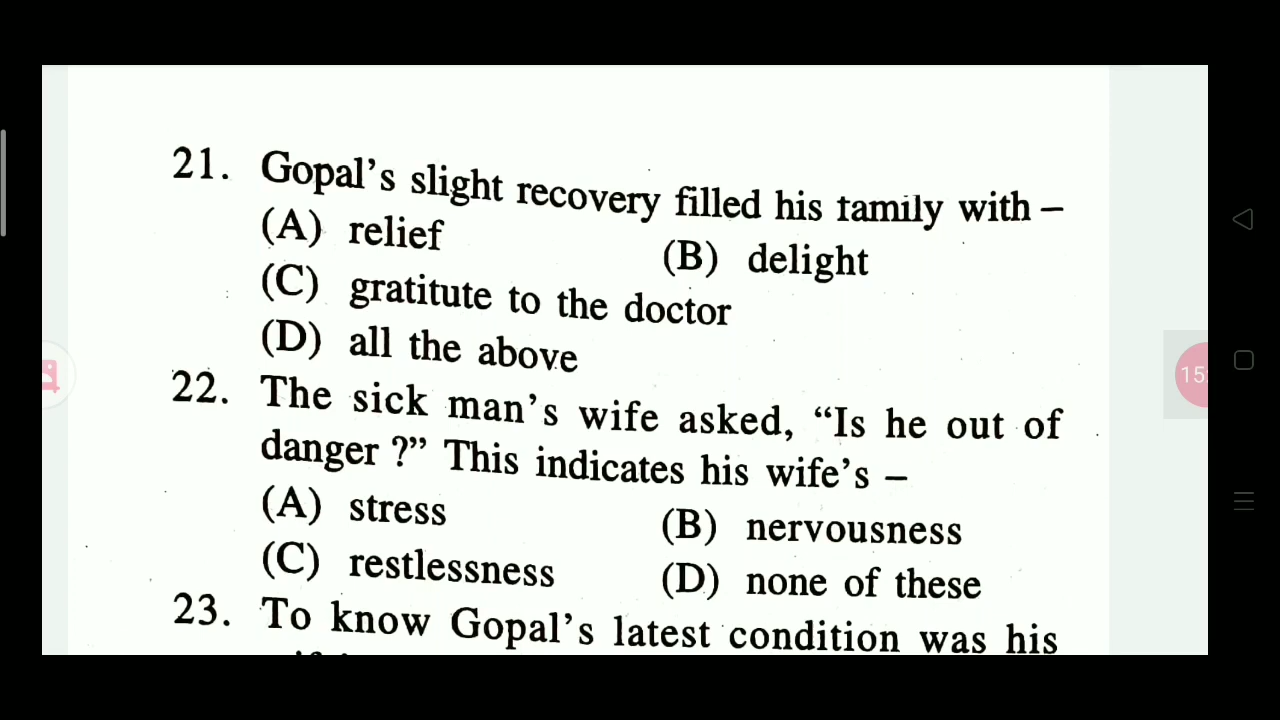 21. Gopal's slight recovery filled his family with –
(A) relief (B) delight
(C) gratitute to the doctor
(D) all the above
22. The sick man's wife asked, “Is he out of
danger ?” This indicates his wife's –
(A) stress (B) nervousness
(C) restlessness (D) none of these
23. To know Gopal's latest condition was his
15